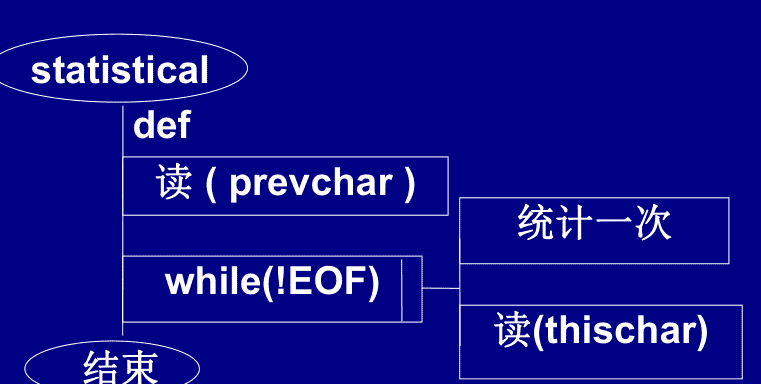 statistical
def
读 ( prevchar )
统计一次
while(!EOF)
读(thischar)
结束